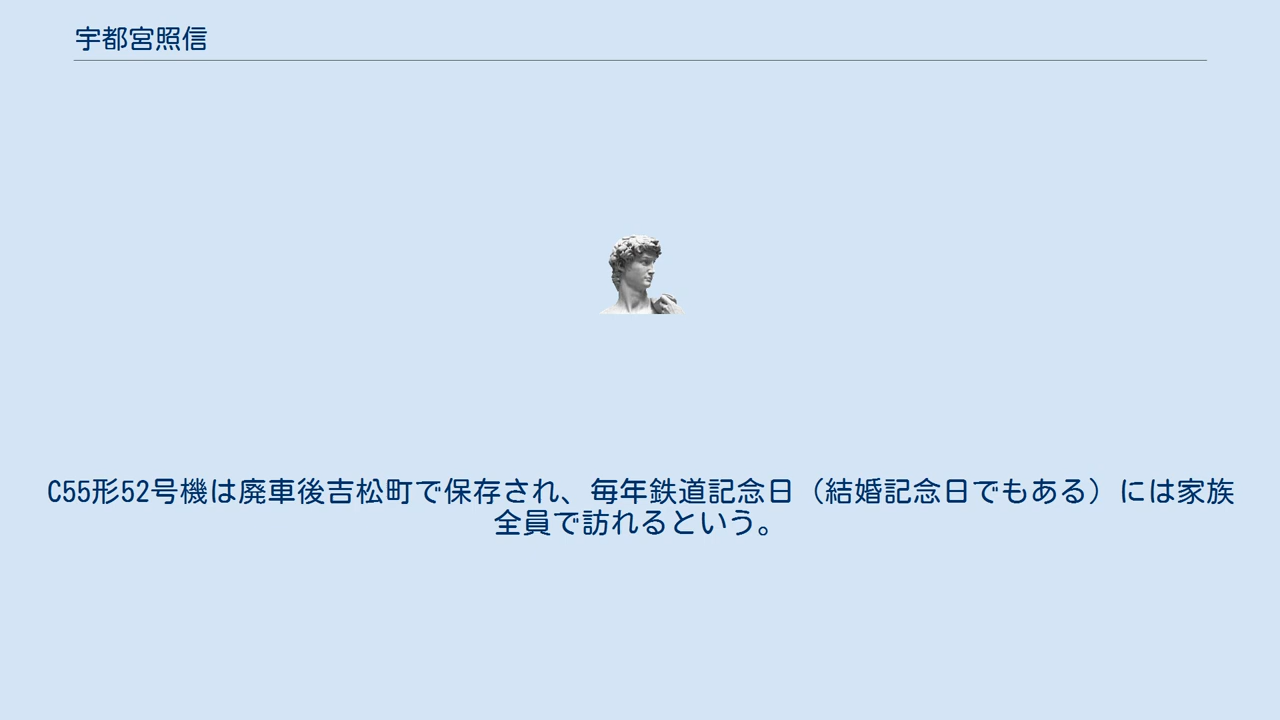 宇都宮照信
C55形52号機は廃車後吉松町で保存され、毎年鉄道記念日（結婚記念日でもある）には家族
全員で訪れるという。